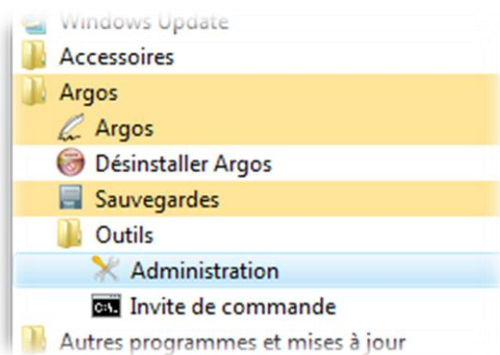 Windows Update
Accessoires
Argos
Argos
Désinstaller Argos
Sauvegardes
Outils
Administration
C:\.
Invite de commande
Autres programmes et mises à jour